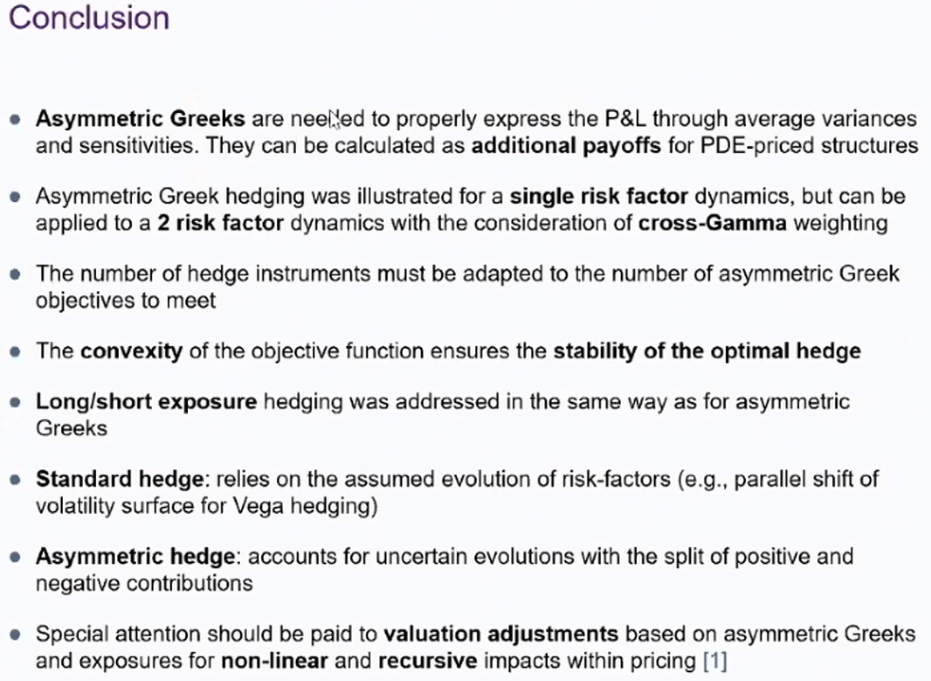 Conclusion
Asymmetric Greeks are needed to properly express the P&L through average variances
and sensitivities. They can be calculated as additional payoffs for PDE-priced structures
Asymmetric Greek hedging was illustrated for a single risk factor dynamics, but can be
applied to a 2 risk factor dynamics with the consideration of cross-Gamma weighting
The number of hedge instruments must be adapted to the number of asymmetric Greek
objectives to meet
The convexity of the objective function ensures the stability of the optimal hedge
Long/short exposure hedging was addressed in the same way as for asymmetric
Greeks
Standard hedge: relies on the assumed evolution of risk-factors (e.g., parallel shift of
volatility surface for Vega hedging)
Asymmetric hedge: accounts for uncertain evolutions with the split of positive and
negative contributions
Special attention should be paid to valuation adjustments based on asymmetric Greeks
and exposures for non-linear and recursive impacts within pricing [1]